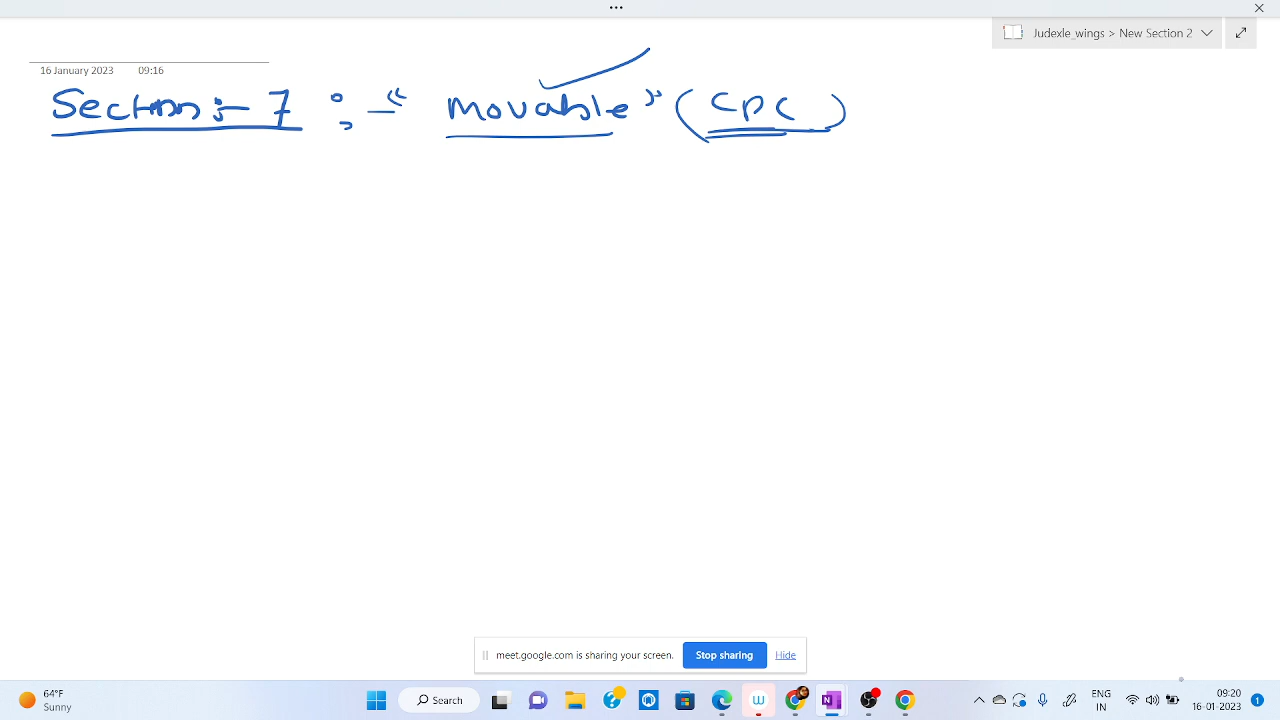 Judexle_wings > New Section 2
16 January 2023 09:16
Section :- 7 : - " movable " ( CPC )
meet.google.com is sharing your screen. Stop sharing Hide
64°F
Sunny
Search
ENG
IN
09:20
16-01-2023
1